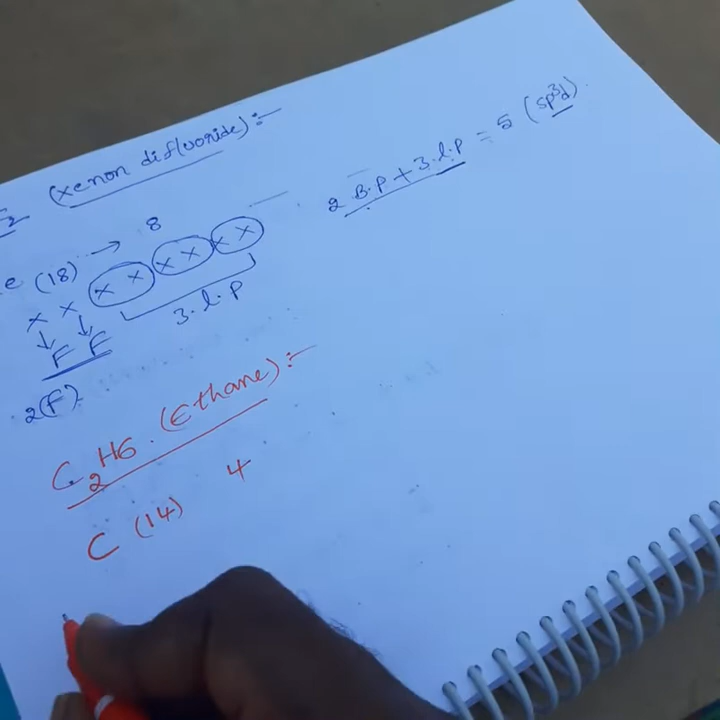 (xenon difluoride):-
2 B.P + 3.l.p = 5 (sp³d).
e (18) → 8
x x x x x x x x
↓ ↓
F F
3.l.p
2(F)
C₂H6. (Ethane):-
C (14) 4